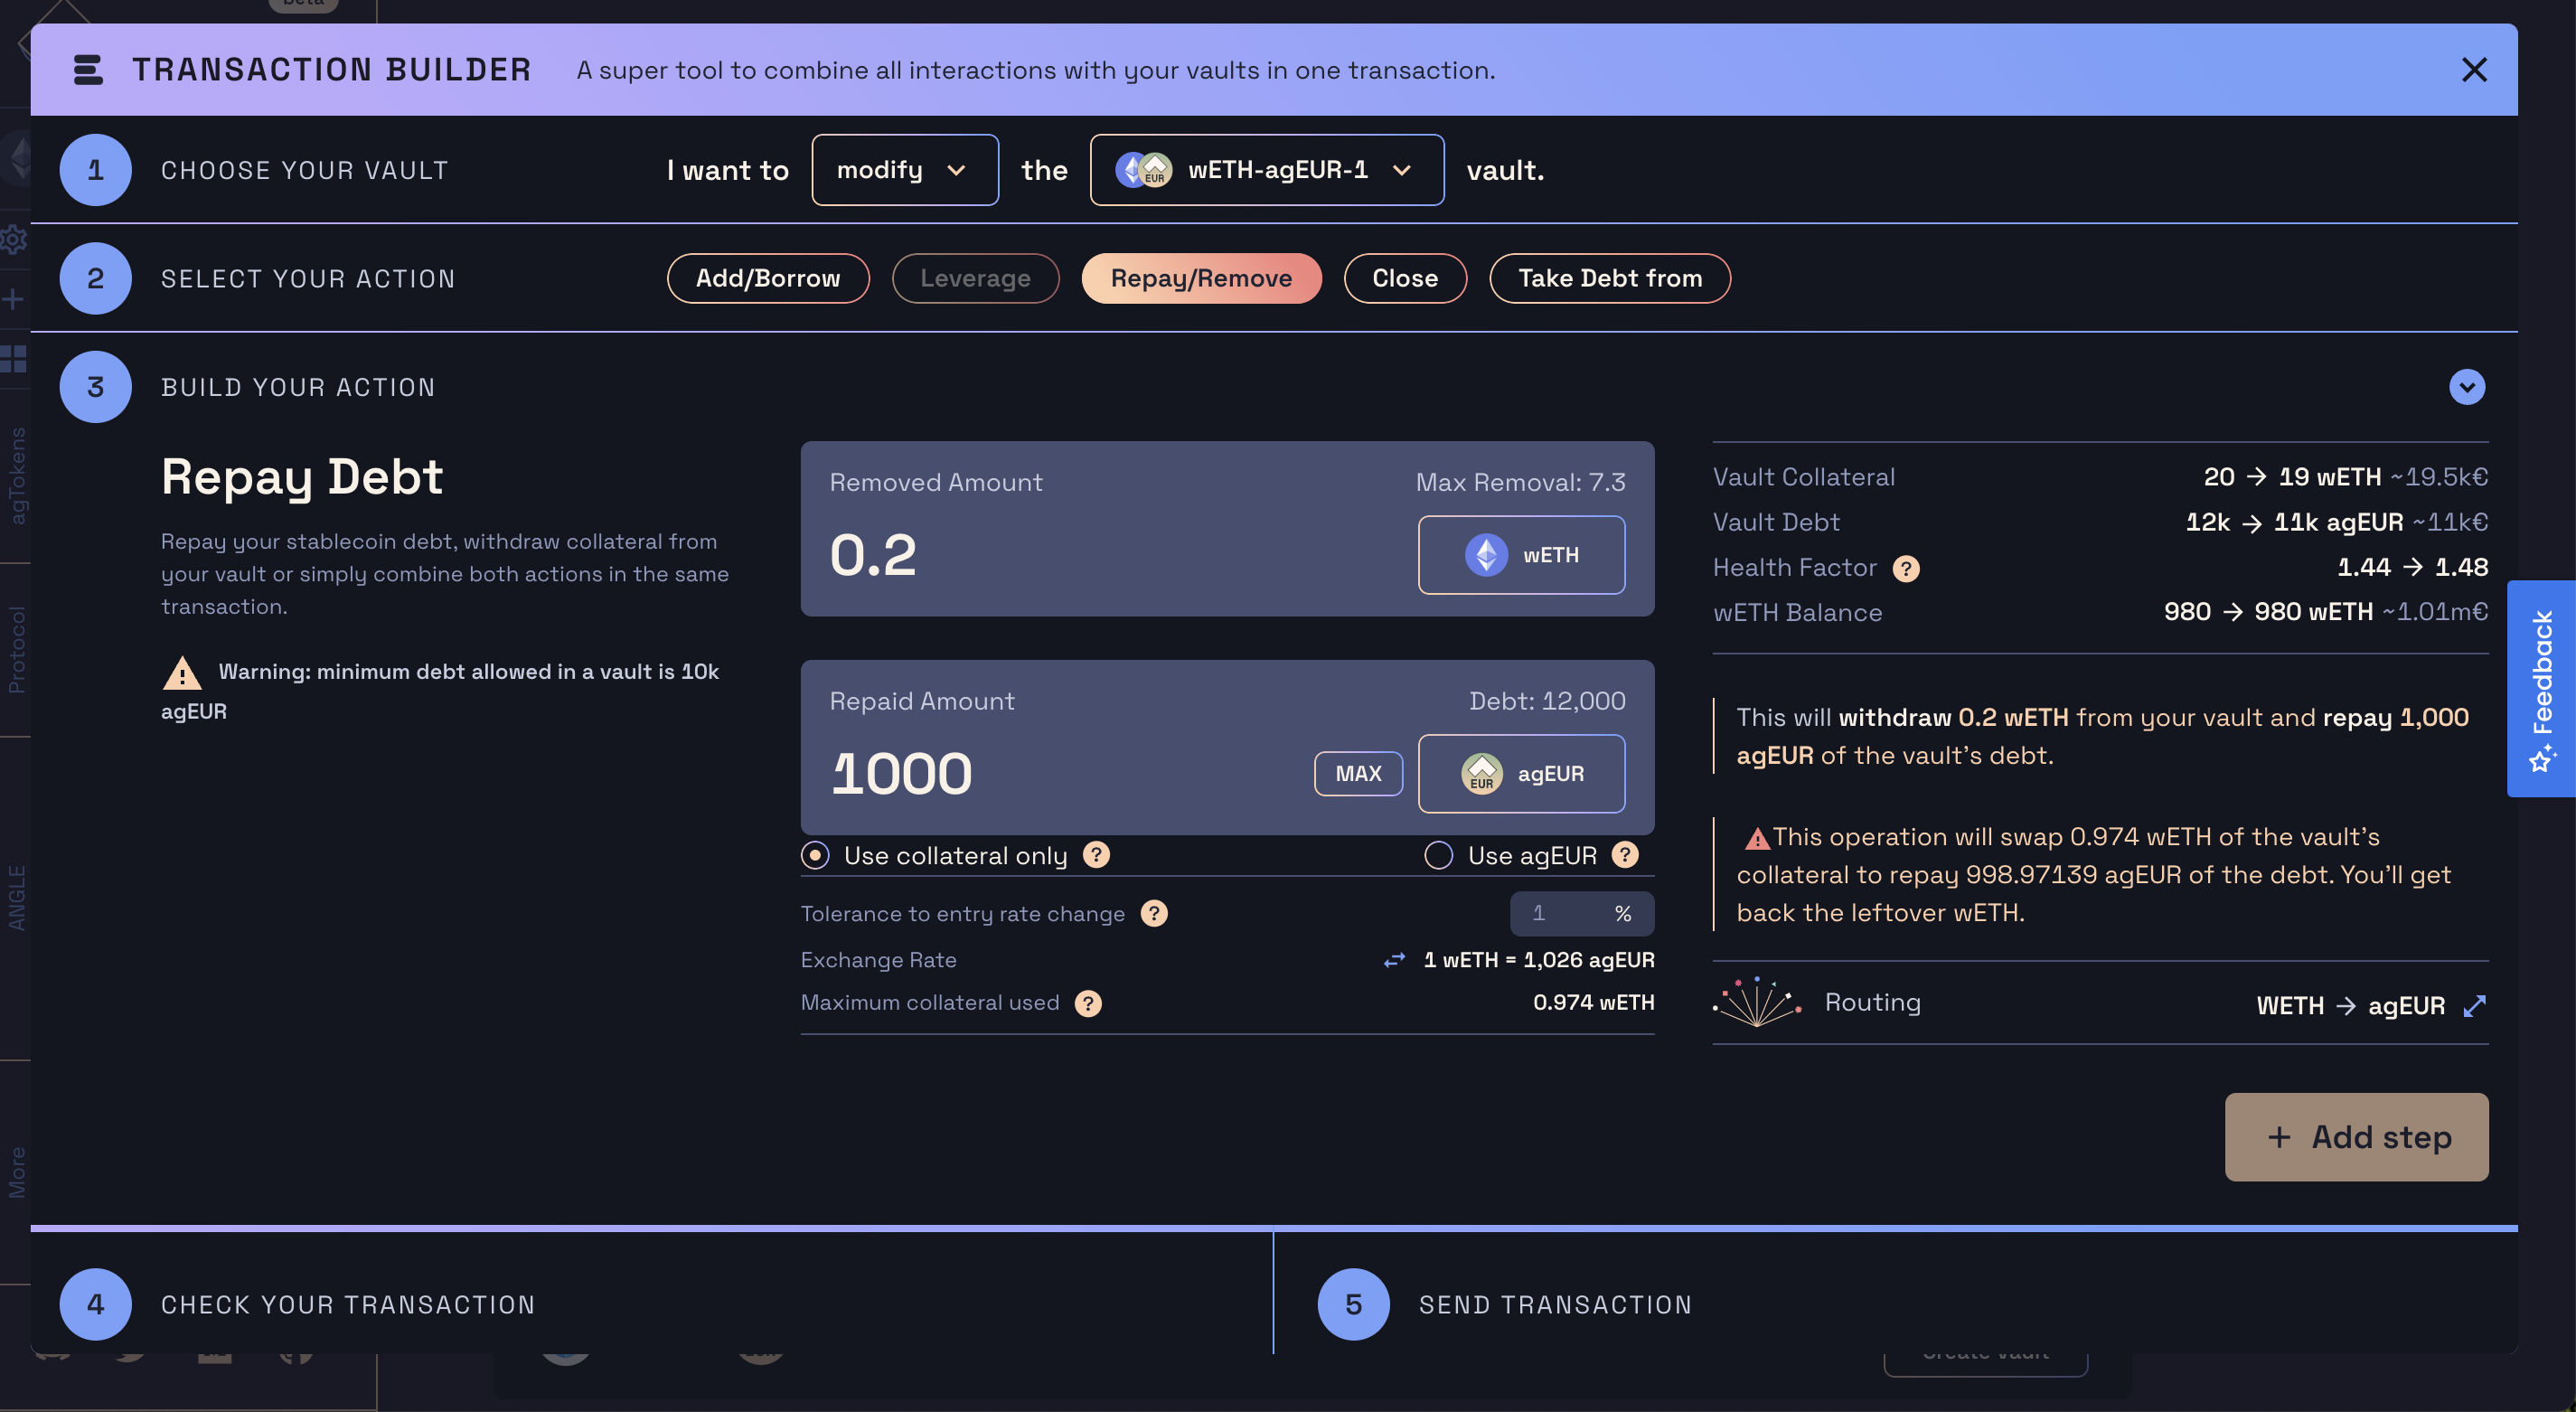 beta
TRANSACTION BUILDER A super tool to combine all interactions with your vaults in one transaction.
1 CHOOSE YOUR VAULT I want to modify the EUR wETH-agEUR-1 vault.
2 SELECT YOUR ACTION Add/Borrow Leverage Repay/Remove Close Take Debt from
3 BUILD YOUR ACTION
Repay Debt
Repay your stablecoin debt, withdraw collateral from
your vault or simply combine both actions in the same
transaction.
Warning: minimum debt allowed in a vault is 10k
agEUR
Removed Amount Max Removal: 7.3
0.2 wETH
Repaid Amount Debt: 12,000
1000 MAX EUR agEUR
Use collateral only ? Use agEUR ?
Tolerance to entry rate change ? 1 %
Exchange Rate 1 wETH = 1,026 agEUR
Maximum collateral used ? 0.974 wETH
Vault Collateral 20 → 19 wETH ~19.5k€
Vault Debt 12k → 11k agEUR ~11k€
Health Factor ? 1.44 → 1.48
wETH Balance 980 → 980 wETH ~1.01m€
This will withdraw 0.2 wETH from your vault and repay 1,000
agEUR of the vault's debt.
This operation will swap 0.974 wETH of the vault's
collateral to repay 998.97139 agEUR of the debt. You'll get
back the leftover wETH.
Routing WETH → agEUR
+ Add step
4 CHECK YOUR TRANSACTION
5 SEND TRANSACTION
agTokens
Protocol
ANGLE
More
Feedback
Create Vault